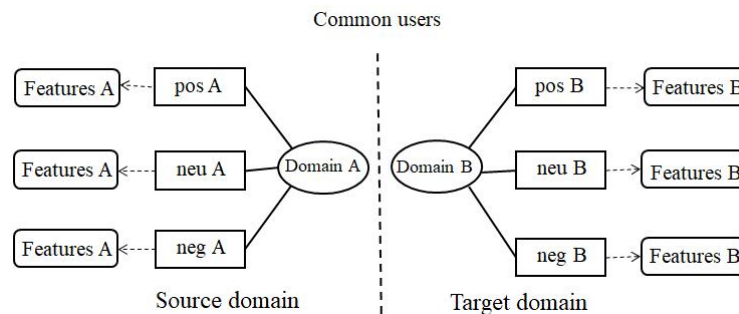 Common users
Features A
pos A
pos B
Features B
Features A
neu A
Domain A
Domain B
neu B
Features B
Features A
neg A
neg B
Features B
Source domain
Target domain